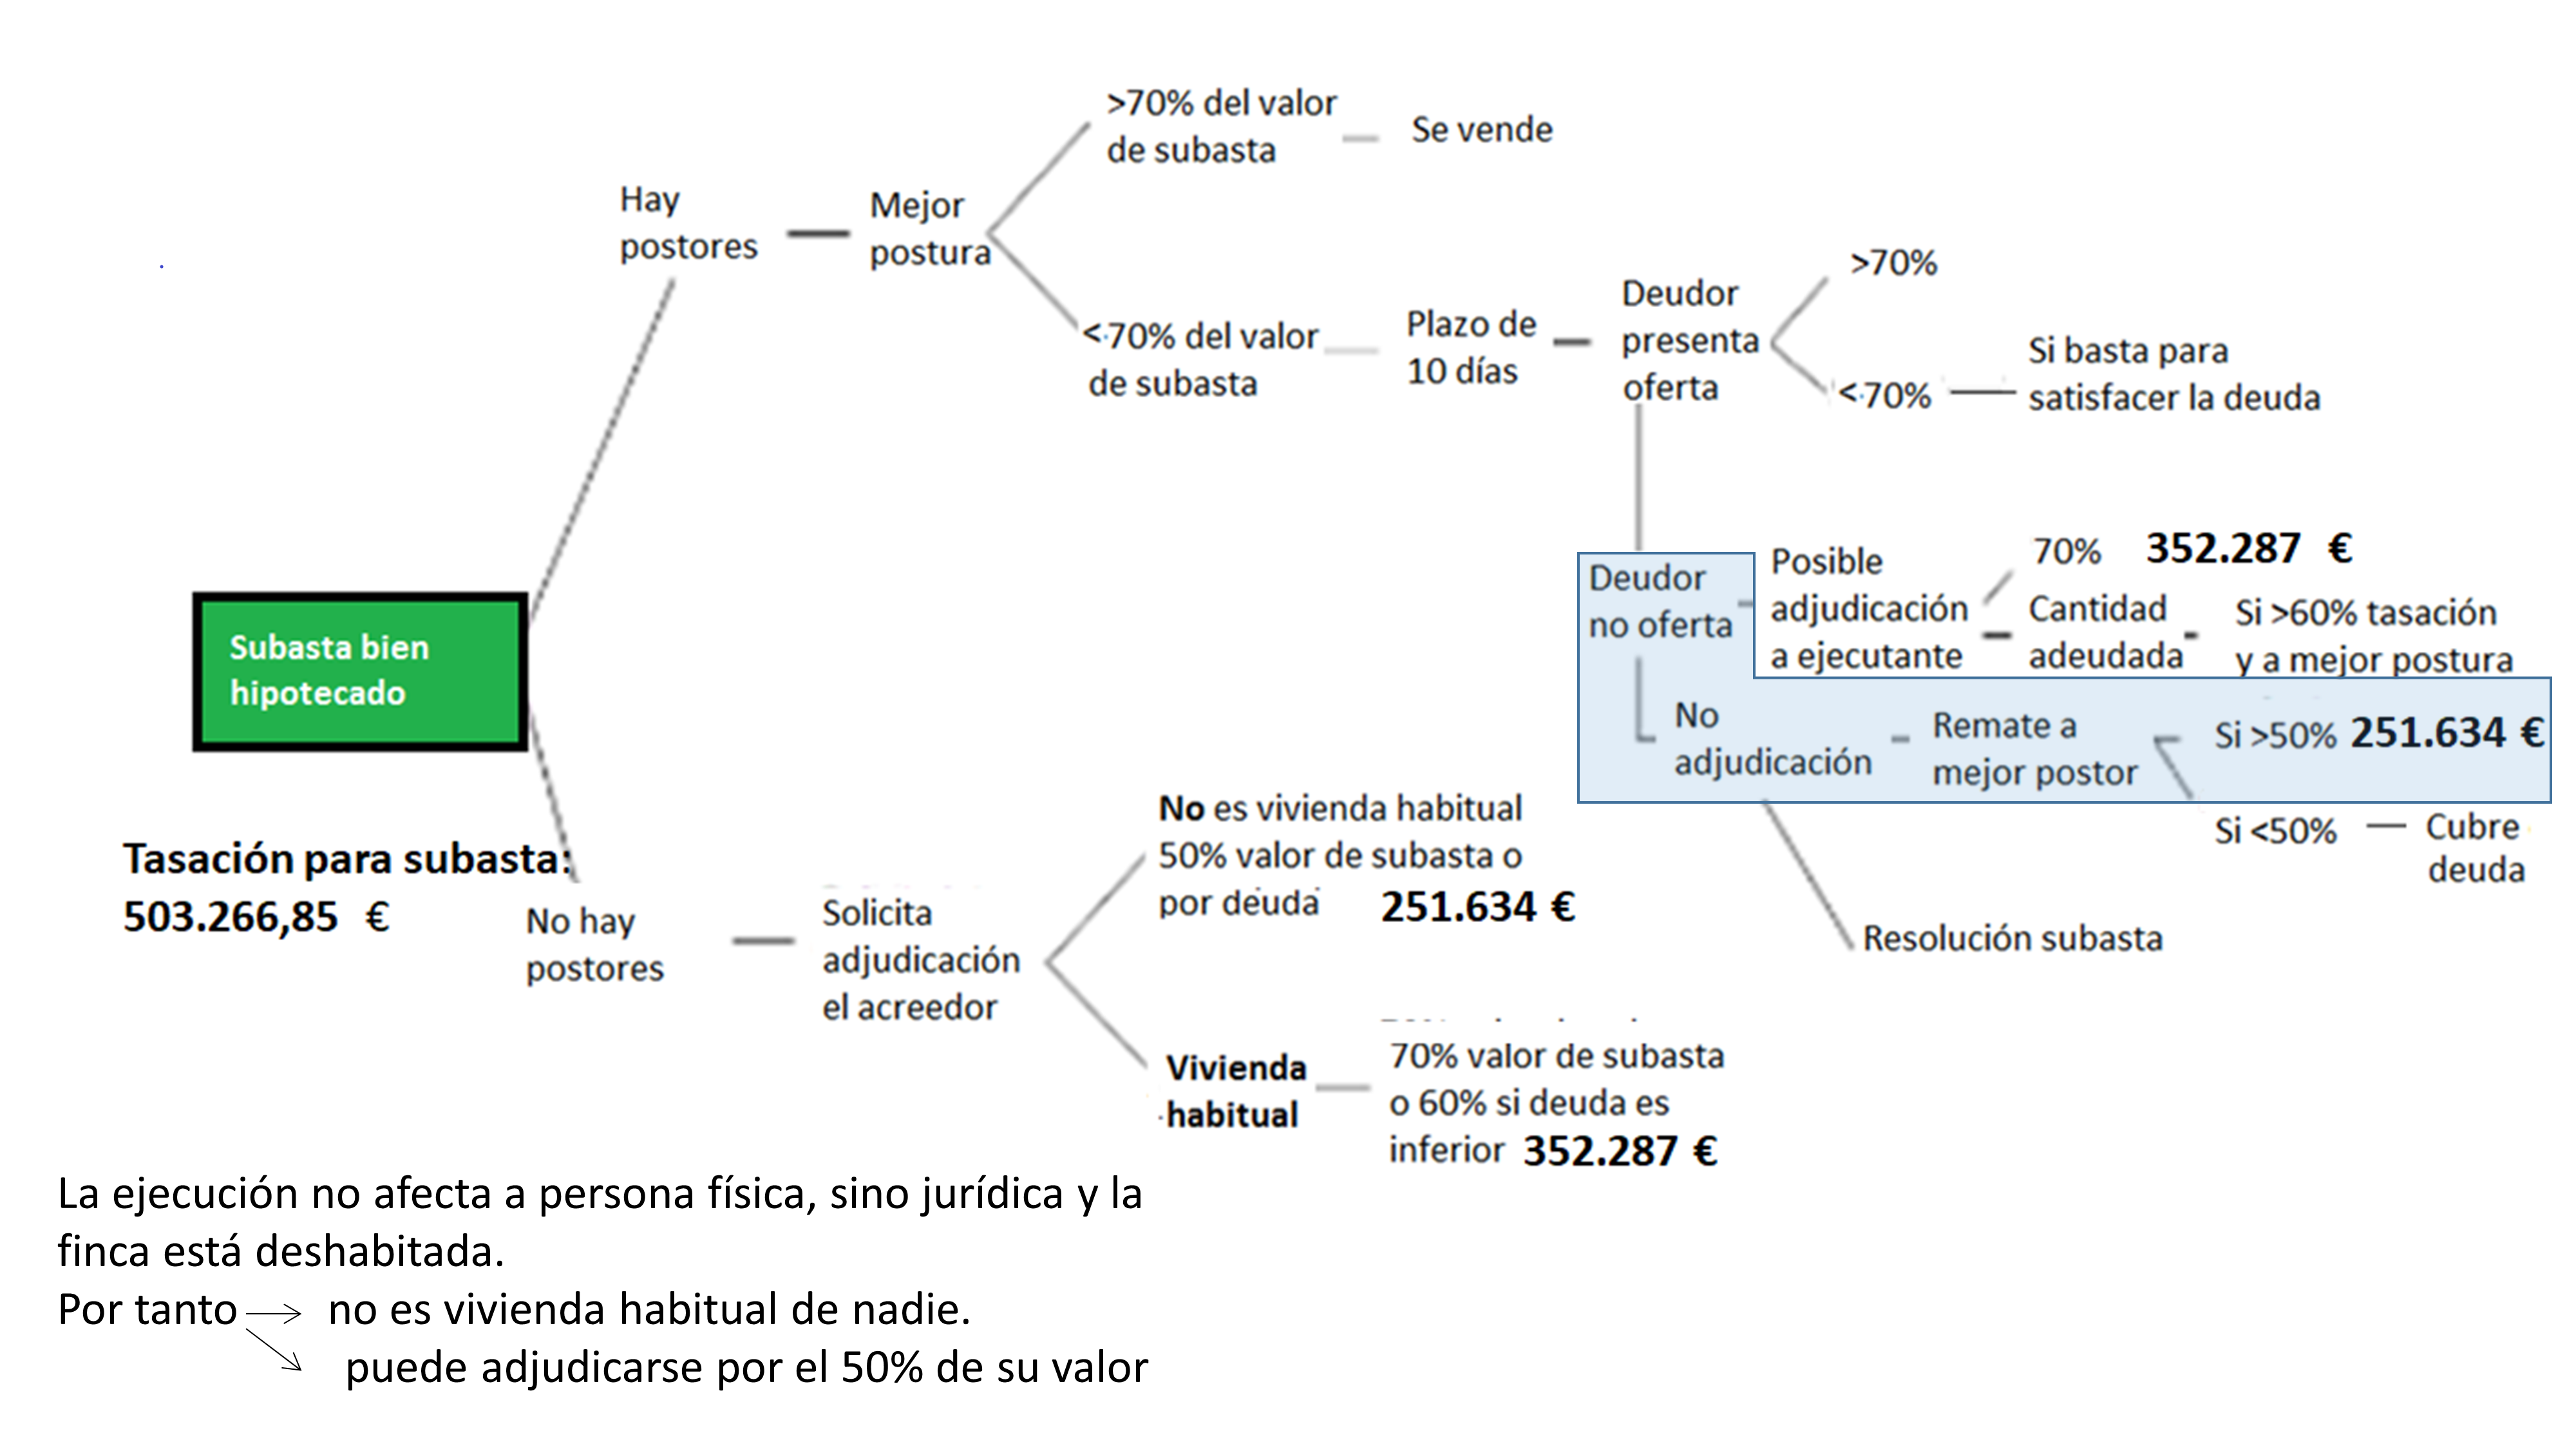 >70% del valor
de subasta
Se vende
Hay
postores
Mejor
postura
<70% del valor
de subasta
Plazo de
10 días
Deudor
presenta
oferta
>70%
<70%
Si basta para
satisfacer la deuda
Deudor
no oferta
Posible
adjudicación
a ejecutante
70% 352.287 €
Cantidad
adeudada
Si >60% tasación
y a mejor postura
No
adjudicación
Remate a
mejor postor
Si >50% 251.634 €
Si <50%
Cubre
deuda
Resolución subasta
Subasta bien
hipotecado
Tasación para subasta:
503.266,85 €
No hay
postores
Solicita
adjudicación
el acreedor
No es vivienda habitual
50% valor de subasta o
por deuda 251.634 €
Vivienda
habitual
70% valor de subasta
o 60% si deuda es
inferior 352.287 €
La ejecución no afecta a persona física, sino jurídica y la
finca está deshabitada.
Por tanto no es vivienda habitual de nadie.
puede adjudicarse por el 50% de su valor